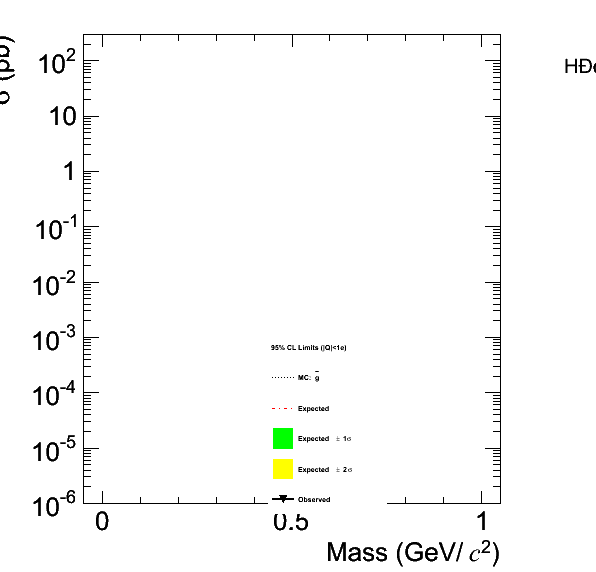 σ (pb)
10²
10
1
10⁻¹
10⁻²
10⁻³
10⁻⁴
10⁻⁵
10⁻⁶
95% CL Limits (|Q|<1e)
MC: g̃
Expected
Expected ± 1σ
Expected ± 2σ
Observed
0 0.5 1
Mass (GeV/ c²)